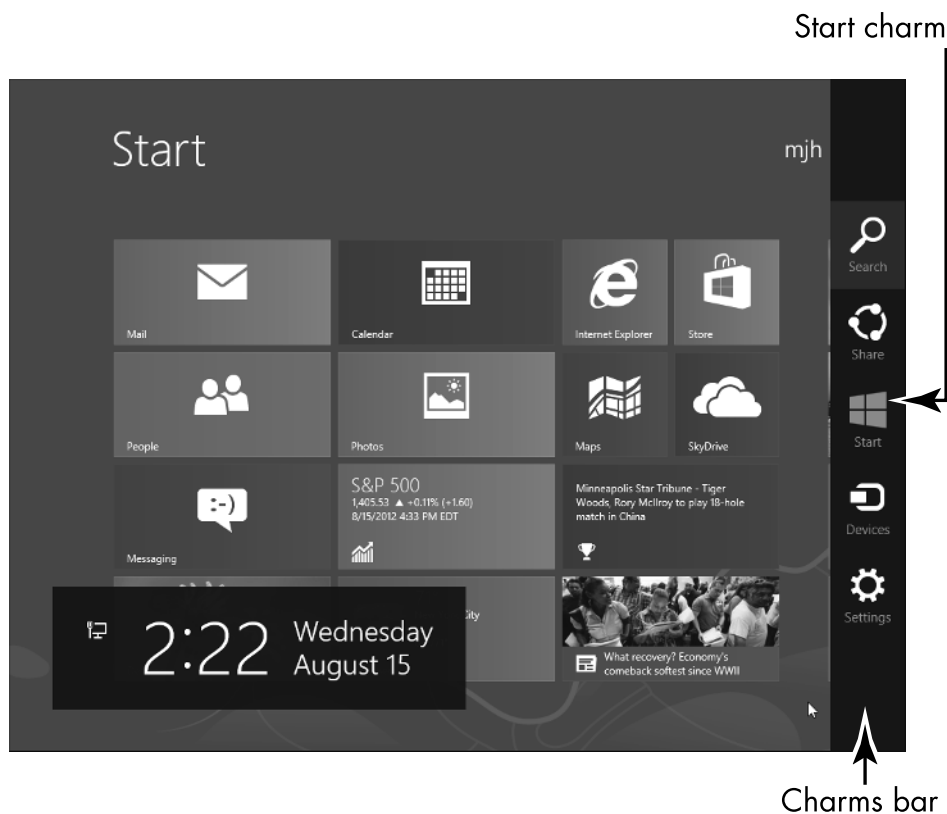 Start charm
Start
mjh
Search
Mail
Calendar
Internet Explorer
Store
Share
People
Photos
Maps
SkyDrive
Start
Messaging
:-)
S&P 500
1,405.53 ▲ +0.11% (+1.60)
8/15/2012 4:33 PM EDT
Minneapolis Star Tribune - Tiger
Woods, Rory McIlroy to play 18-hole
match in China
Devices
Settings
City
2:22
Wednesday
August 15
What recovery? Economy's
comeback softest since WWII
Charms bar